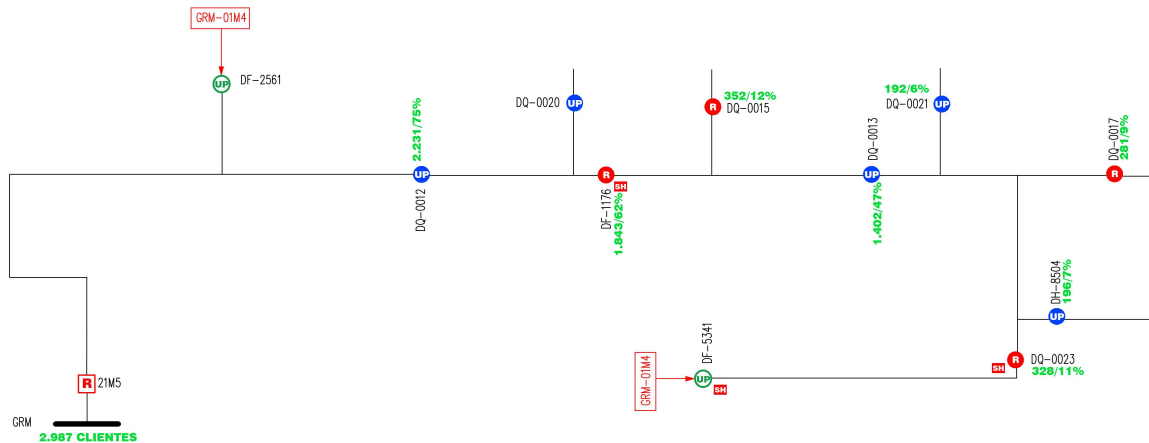 GRM-01M4
UP
DF-2561
2.231/75%
UP
DQ-0012
DQ-0020
UP
R
SH
DF-1176
1.843/62%
352/12%
R
DQ-0015
DQ-0013
UP
1.402/47%
192/6%
DQ-0021
UP
DQ-0017
281/9%
R
DH-8504
196/7%
UP
R
DQ-0023
SH
328/11%
DF-5341
GRM-01M4
UP
SH
R
21M5
GRM
2.987 CLIENTES